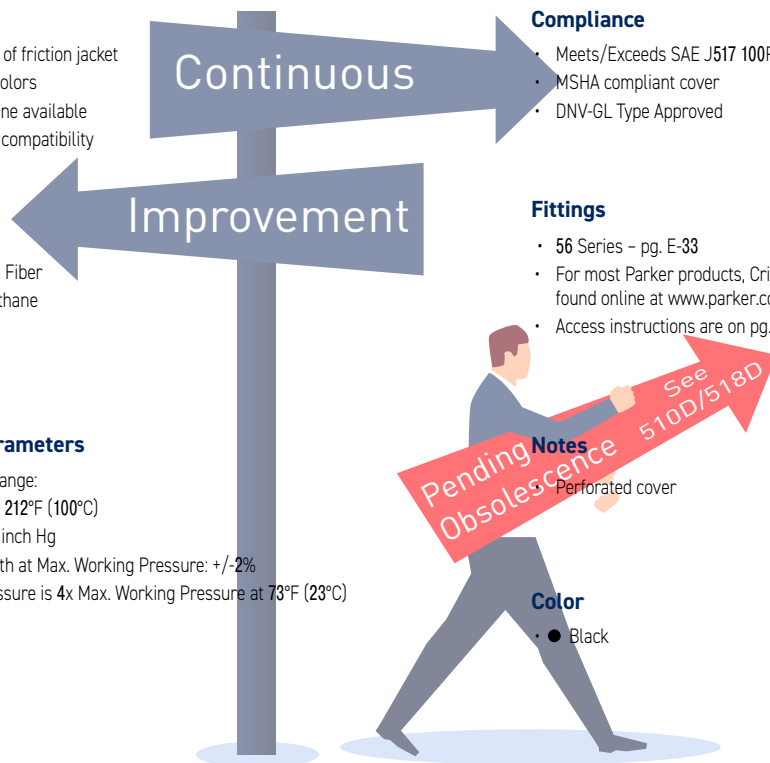 of friction jacket
olors
ne available
compatibility
Fiber
thane
rameters
ange:
212°F (100°C)
inch Hg
th at Max. Working Pressure: +/-2%
ssure is 4x Max. Working Pressure at 73°F (23°C)
Continuous
Improvement
Compliance
• Meets/Exceeds SAE J517 100R
• MSHA compliant cover
• DNV-GL Type Approved
Fittings
• 56 Series – pg. E-33
• For most Parker products, Cri
found online at www.parker.co
• Access instructions are on pg.
See
510D/518D
Pending
Obsolescence
Notes
• Perforated cover
Color
• ● Black